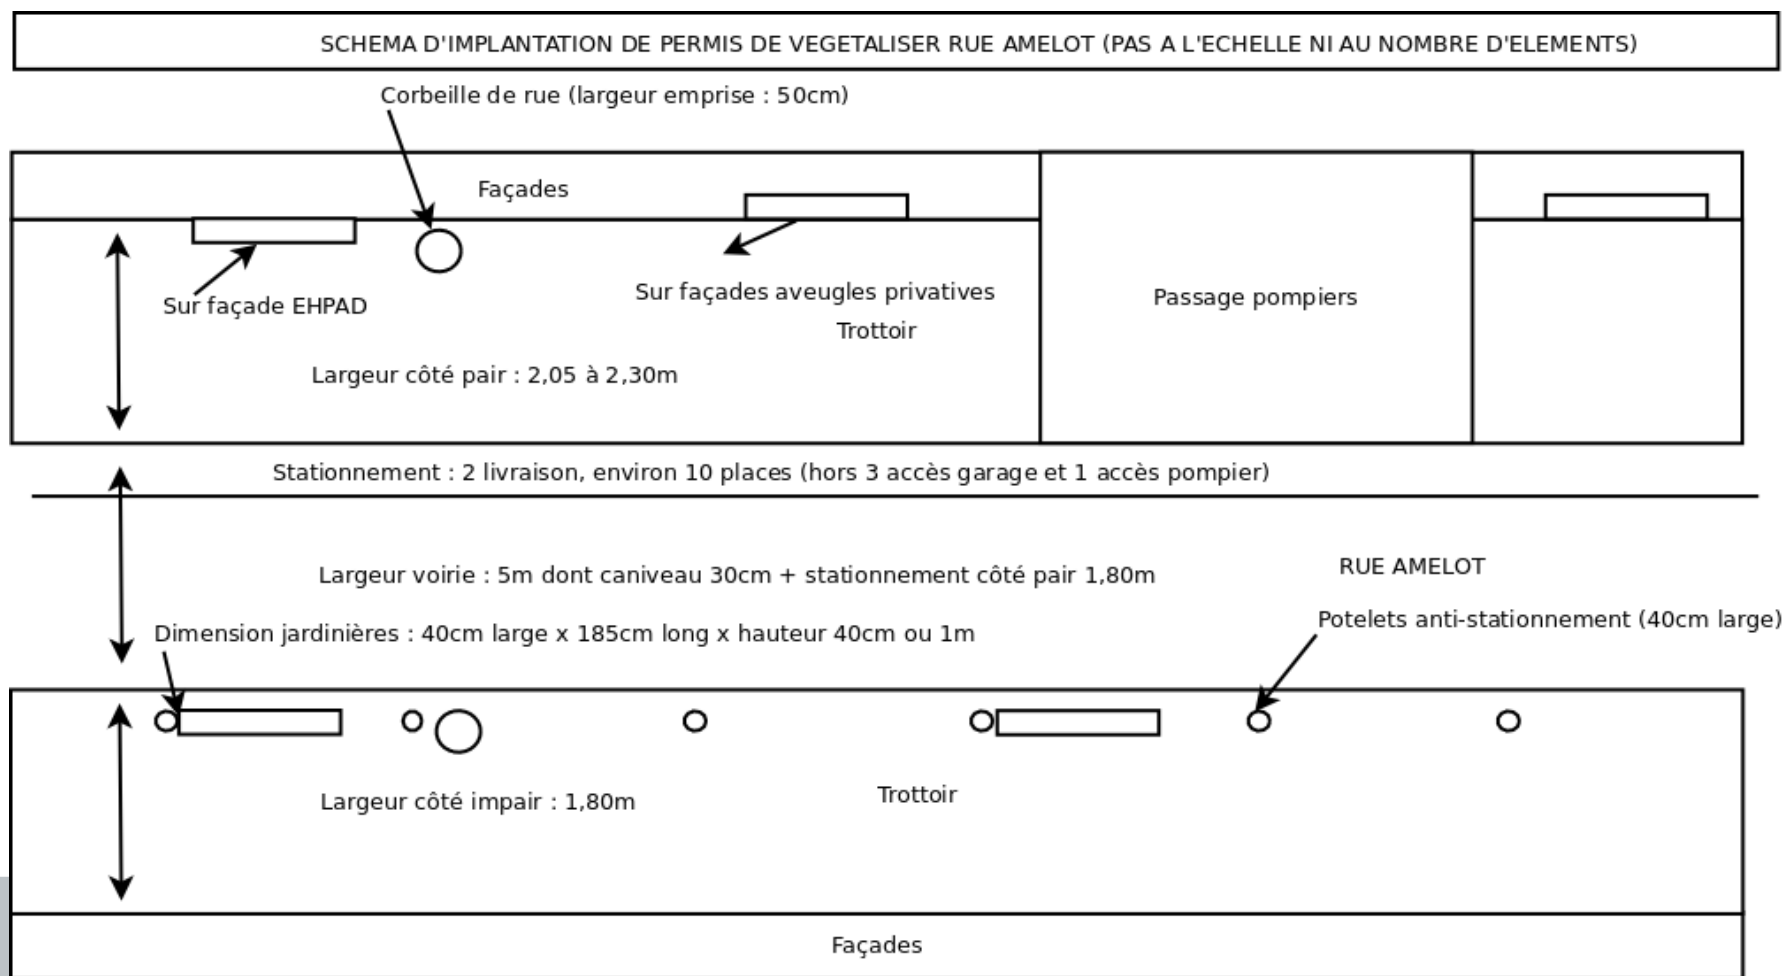 SCHEMA D'IMPLANTATION DE PERMIS DE VEGETALISER RUE AMELOT (PAS A L'ECHELLE NI AU NOMBRE D'ELEMENTS)
Corbeille de rue (largeur emprise : 50cm)
Façades
Sur façade EHPAD
Sur façades aveugles privatives
Passage pompiers
Trottoir
Largeur côté pair : 2,05 à 2,30m
Stationnement : 2 livraison, environ 10 places (hors 3 accès garage et 1 accès pompier)
RUE AMELOT
Largeur voirie : 5m dont caniveau 30cm + stationnement côté pair 1,80m
Potelets anti-stationnement (40cm large)
Dimension jardinières : 40cm large x 185cm long x hauteur 40cm ou 1m
Trottoir
Largeur côté impair : 1,80m
Façades